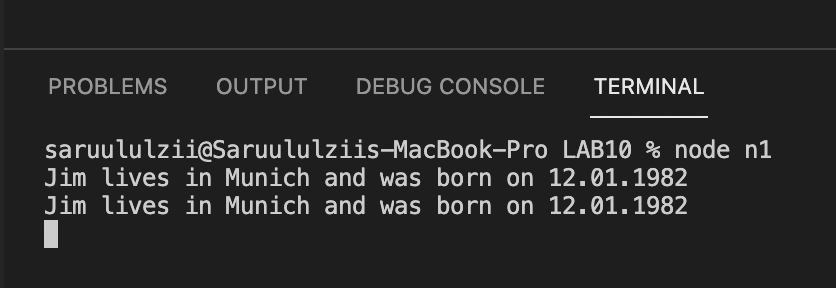 PROBLEMS OUTPUT DEBUG CONSOLE TERMINAL
saruululzii@Saruululziis-MacBook-Pro LAB10 % node n1
Jim lives in Munich and was born on 12.01.1982
Jim lives in Munich and was born on 12.01.1982